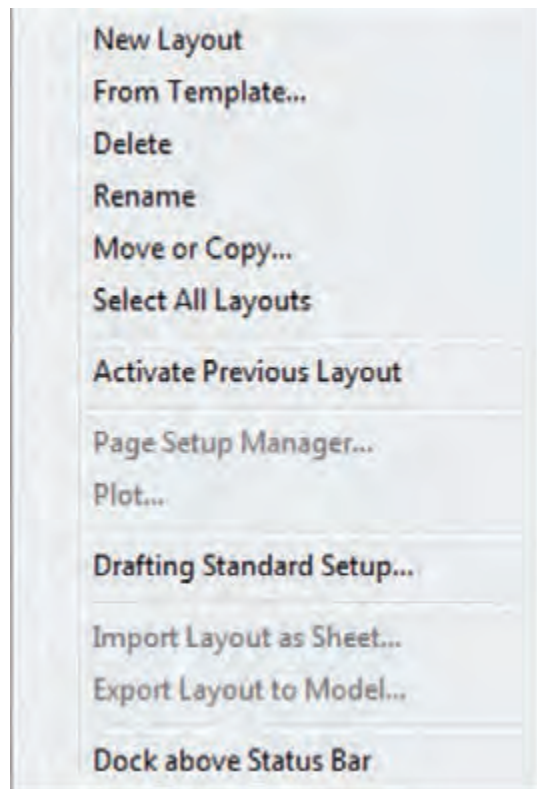 New Layout
From Template...
Delete
Rename
Move or Copy...
Select All Layouts
Activate Previous Layout
Page Setup Manager...
Plot...
Drafting Standard Setup...
Import Layout as Sheet...
Export Layout to Model...
Dock above Status Bar